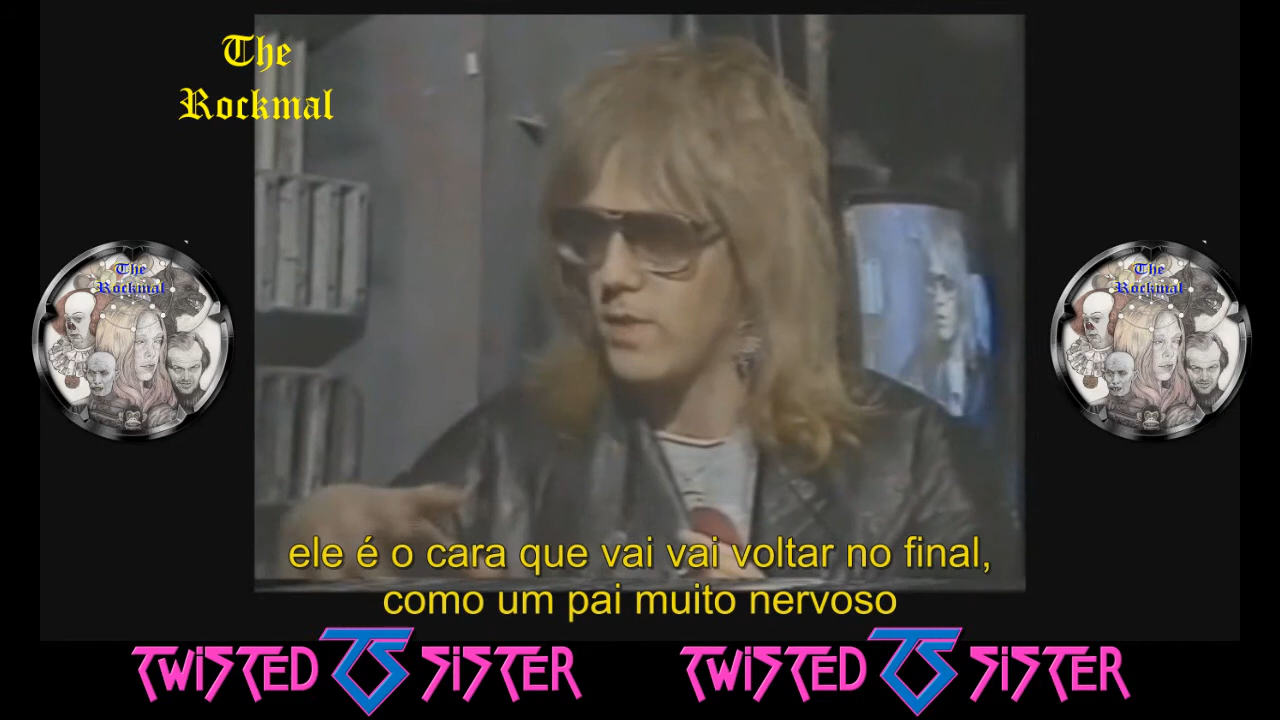 The
Rockmal
The
Rockmal
The
Rockmal
ele é o cara que vai vai voltar no final,
como um pai muito nervoso
TWiSTED TS SiSTER
TWiSTED TS SiSTER